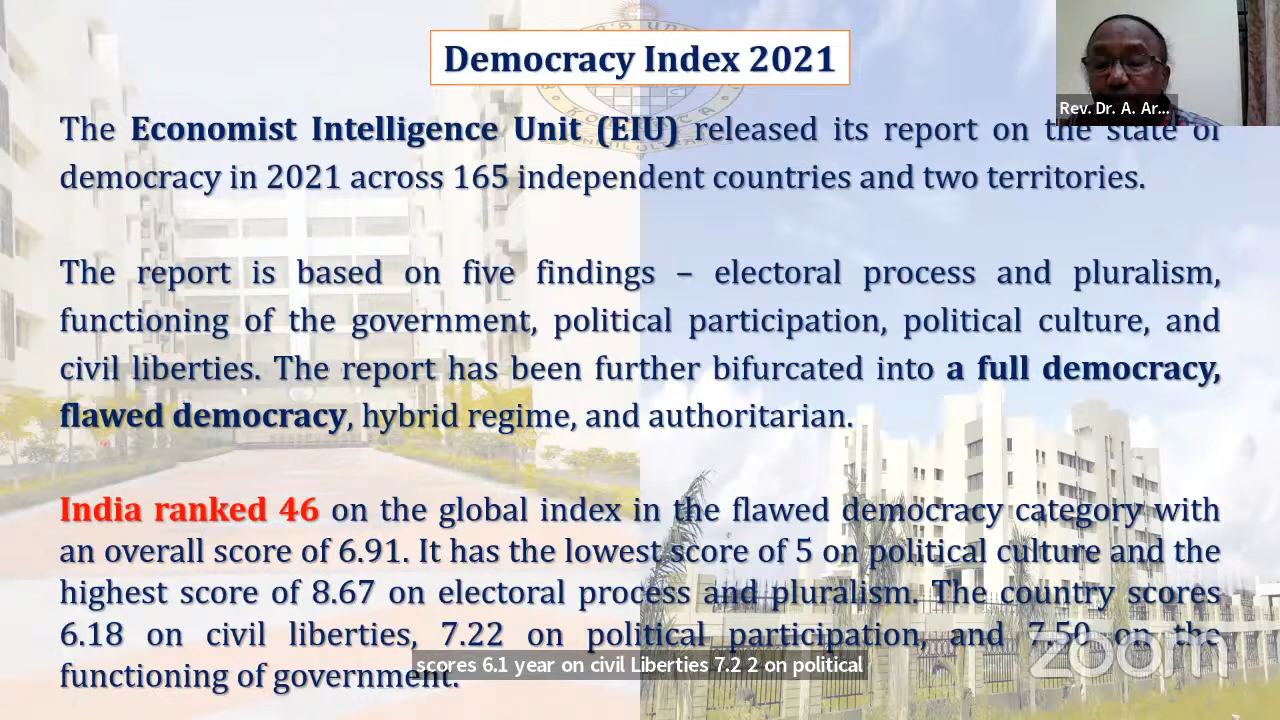 Democracy Index 2021
Rev. Dr. A. Ar...
The Economist Intelligence Unit (EIU) released its report on the state of
democracy in 2021 across 165 independent countries and two territories.
The report is based on five findings – electoral process and pluralism,
functioning of the government, political participation, political culture, and
civil liberties. The report has been further bifurcated into a full democracy,
flawed democracy, hybrid regime, and authoritarian.
India ranked 46 on the global index in the flawed democracy category with
an overall score of 6.91. It has the lowest score of 5 on political culture and the
highest score of 8.67 on electoral process and pluralism. The country scores
6.18 on civil liberties, 7.22 on political participation, and 7.50 on the
functioning of government.
scores 6.1 year on civil Liberties 7.2 2 on political
zoom